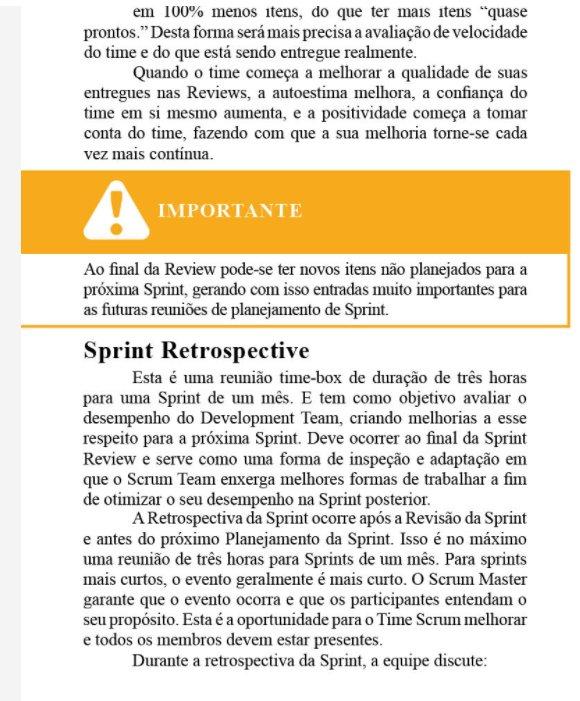 em 100% menos itens, do que ter mais itens “quase
prontos.” Desta forma será mais precisa a avaliação de velocidade
do time e do que está sendo entregue realmente.
Quando o time começa a melhorar a qualidade de suas
entregues nas Reviews, a autoestima melhora, a confiança do
time em si mesmo aumenta, e a positividade começa a tomar
conta do time, fazendo com que a sua melhoria torne-se cada
vez mais contínua.
IMPORTANTE
Ao final da Review pode-se ter novos itens não planejados para a
próxima Sprint, gerando com isso entradas muito importantes para
as futuras reuniões de planejamento de Sprint.
Sprint Retrospective
Esta é uma reunião time-box de duração de três horas
para uma Sprint de um mês. E tem como objetivo avaliar o
desempenho do Development Team, criando melhorias a esse
respeito para a próxima Sprint. Deve ocorrer ao final da Sprint
Review e serve como uma forma de inspeção e adaptação em
que o Scrum Team enxerga melhores formas de trabalhar a fim
de otimizar o seu desempenho na Sprint posterior.
A Retrospectiva da Sprint ocorre após a Revisão da Sprint
e antes do próximo Planejamento da Sprint. Isso é no máximo
uma reunião de três horas para Sprints de um mês. Para sprints
mais curtos, o evento geralmente é mais curto. O Scrum Master
garante que o evento ocorra e que os participantes entendam o
seu propósito. Esta é a oportunidade para o Time Scrum melhorar
e todos os membros devem estar presentes.
Durante a retrospectiva da Sprint, a equipe discute: